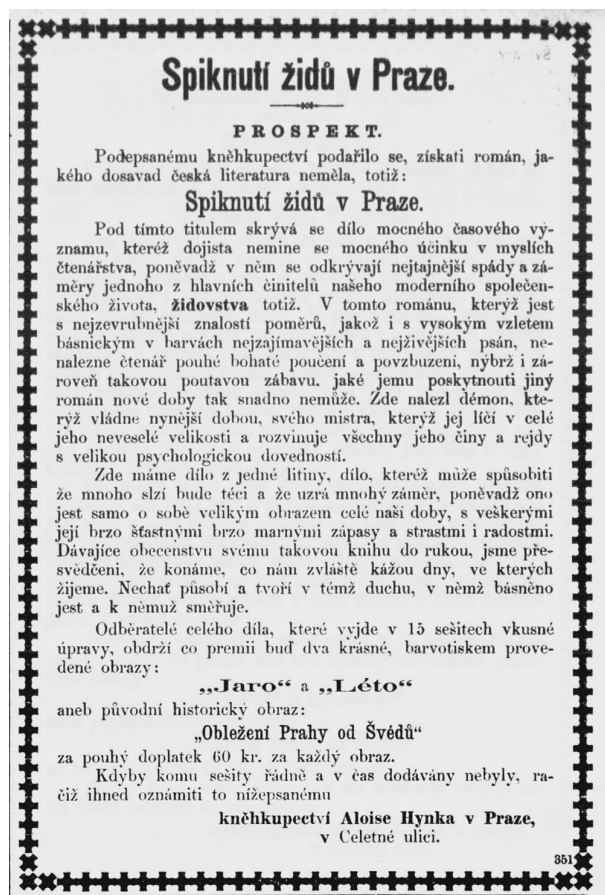 Spiknutí židů v Praze.
PROSPEKT.
Podepsanému kněhkupectví podařilo se, získati román, ja-
kého dosavad česká literatura neměla, totiž:
Spiknutí židů v Praze.
Pod tímto titulem skrývá se dílo mocného časového vý-
znamu, kteréž dojista nemine se mocného účinku v myslích
čtenářstva, poněvadž v něm se odkrývají nejtajnější spády a zá-
měry jednoho z hlavních činitelů našeho moderního společen-
ského života, židovstva totiž. V tomto románu, kterýž jest
s nejzevrubnější znalostí poměrů, jakož i s vysokým vzletem
básnickým v barvách nejzajímavějších a nejživějších psán, ne-
nalezne čtenář pouhé bohaté poučení a povzbuzení, nýbrž i zá-
roveň takovou poutavou zábavu, jaké jemu poskytnouti jiný
román nové doby tak snadno nemůže. Zde nalezl démon, kte-
rýž vládne nynější dobou, svého mistra, kterýž jej líčí v celé
jeho neveselé velikosti a rozvinuje všechny jeho činy a rejdy
s velikou psychologickou dovedností.
Zde máme dílo z jedné litiny, dílo, kteréž může spůsobiti
že mnoho slzí bude téci a že uzrá mnohý záměr, poněvadž ono
jest samo o sobě velikým obrazem celé naší doby, s veškerými
její brzo šťastnými brzo marnými zápasy a strastmi i radostmi.
Dávajíce obecenstvu svému takovou knihu do rukou, jsme pře-
svědčeni, že konáme, co nám zvláště kážou dny, ve kterých
žijeme. Nechať působí a tvoří v témž duchu, v němž básněno
jest a k němuž směřuje.
Odběratelé celého díla, které vyjde v 15 sešitech vkusné
úpravy, obdrží co premii buď dva krásné, barvotiskem prove-
dené obrazy:
„Jaro“ a „Léto“
aneb původní historický obraz:
„Obležení Prahy od Švédů“
za pouhý doplatek 60 kr. za každý obraz.
Kdyby komu sešity řádně a v čas dodávány nebyly, ra-
čiž ihned oznámiti to nížepsanému
kněhkupectví Aloise Hynka v Praze,
v Celetné ulici.
351